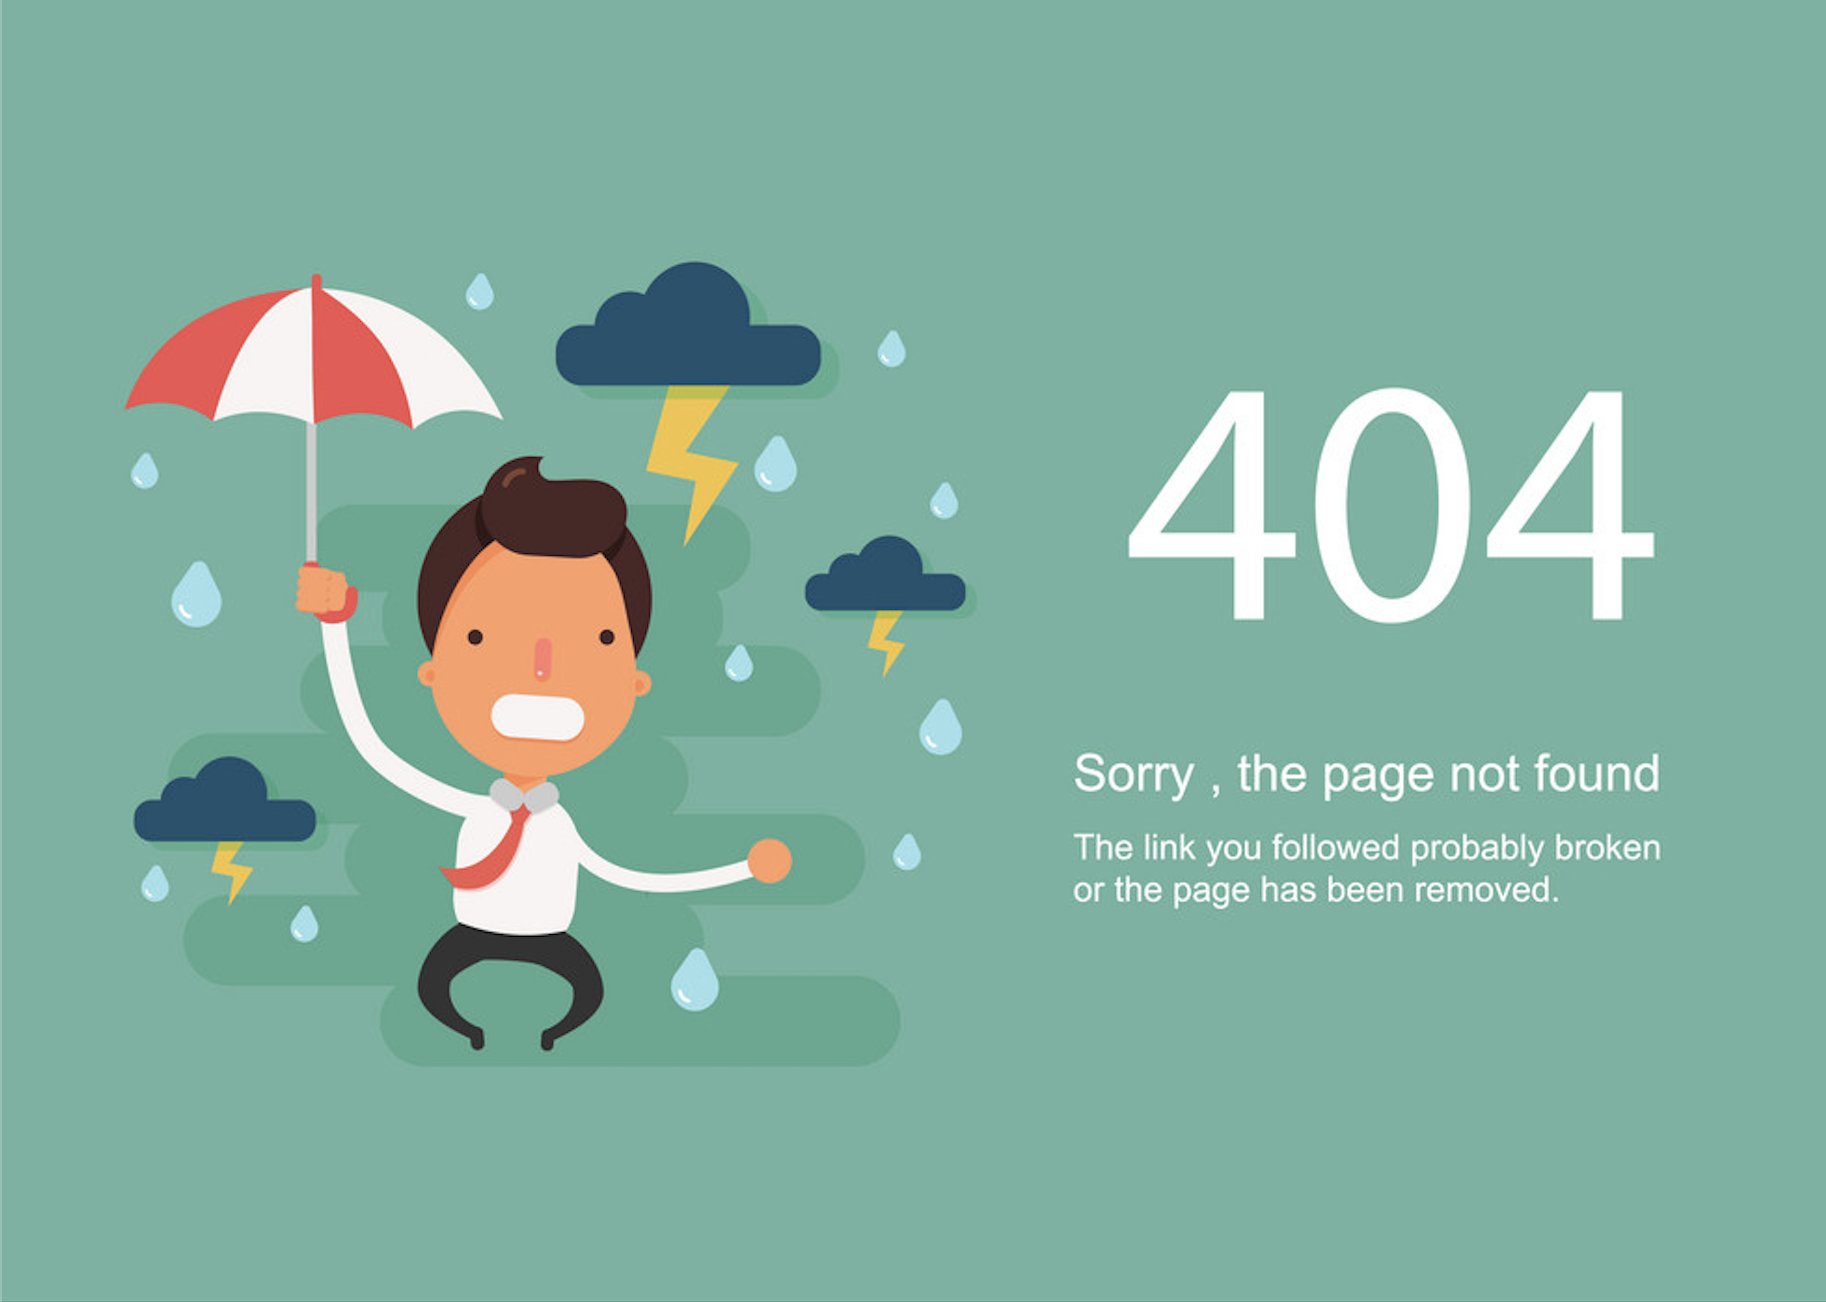 404
Sorry , the page not found
The link you followed probably broken
or the page has been removed.